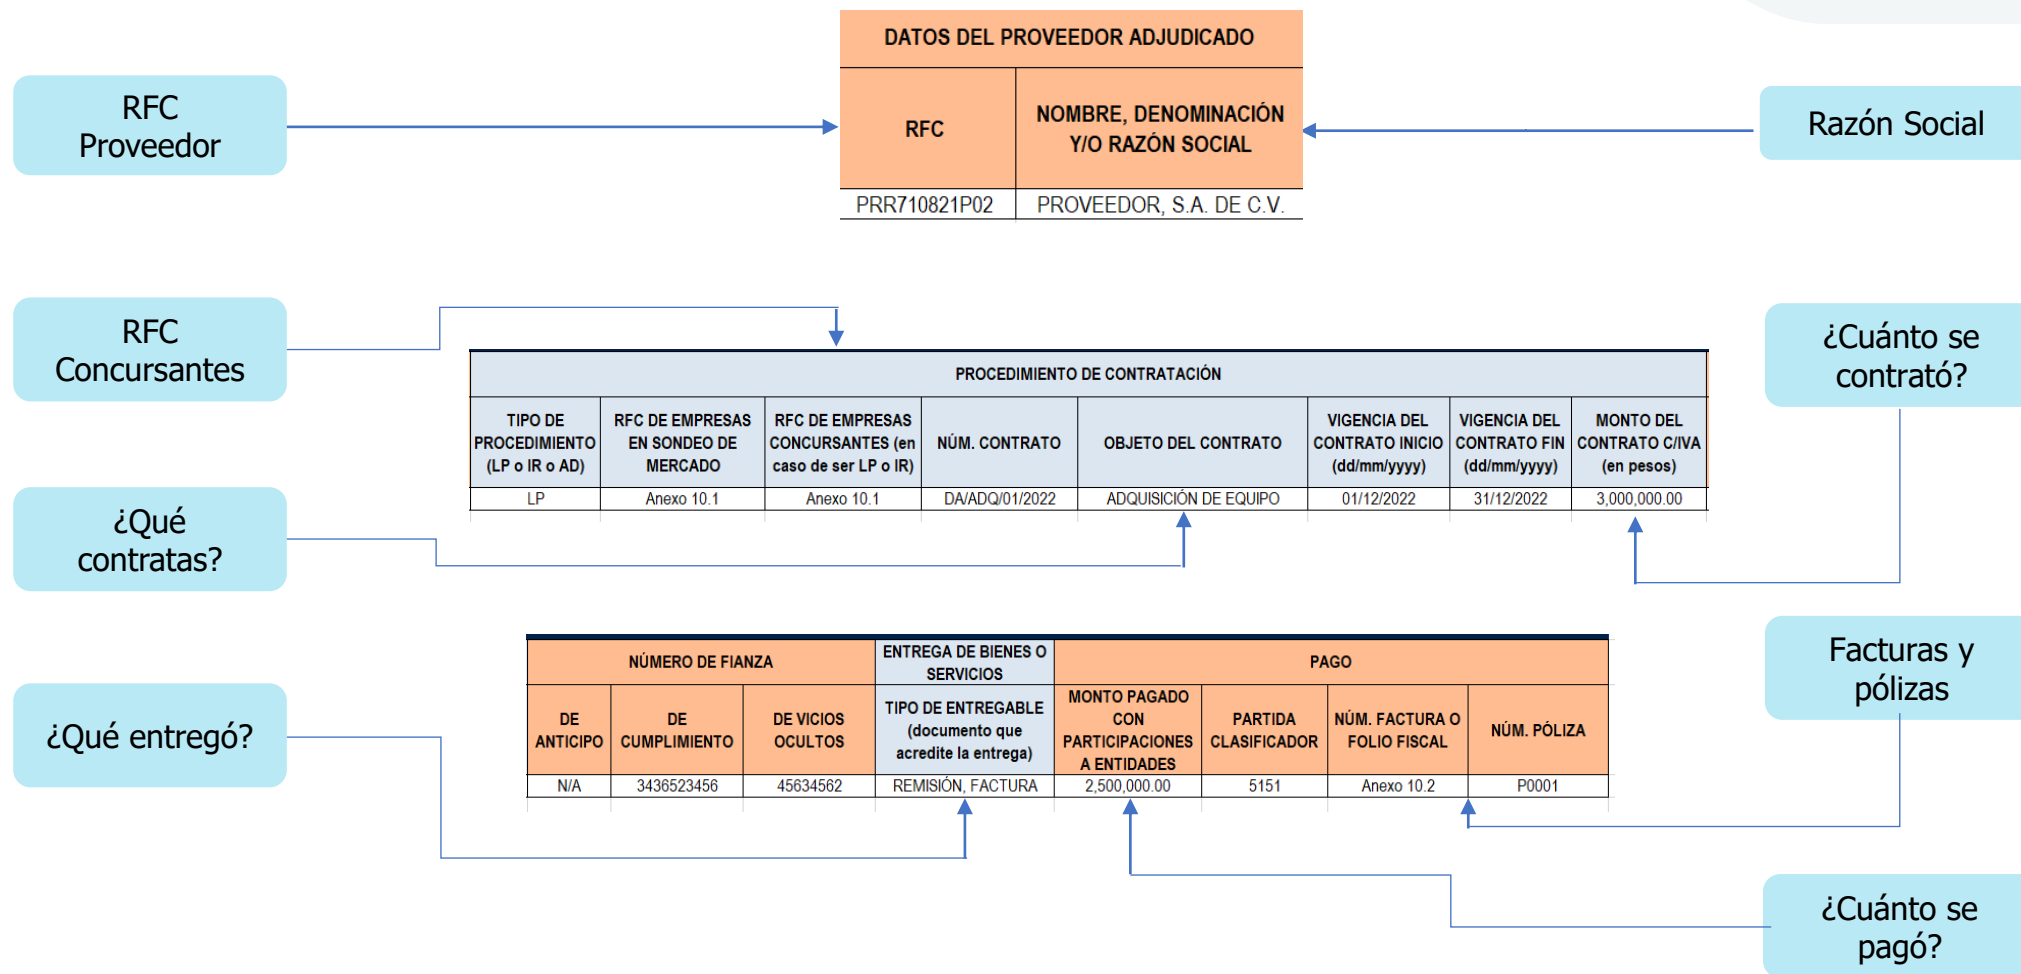 DATOS DEL PROVEEDOR ADJUDICADO
RFC
Proveedor
RFC
NOMBRE, DENOMINACIÓN
Y/O RAZÓN SOCIAL
Razón Social
PRR710821P02
PROVEEDOR, S.A. DE C.V.
RFC
Concursantes
¿Cuánto se
contrató?
PROCEDIMIENTO DE CONTRATACIÓN
TIPO DE
PROCEDIMIENTO
(LP o IR o AD)
RFC DE EMPRESAS
EN SONDEO DE
MERCADO
RFC DE EMPRESAS
CONCURSANTES (en
caso de ser LP o IR)
NÚM. CONTRATO
OBJETO DEL CONTRATO
VIGENCIA DEL
CONTRATO INICIO
(dd/mm/yyyy)
VIGENCIA DEL
CONTRATO FIN
(dd/mm/yyyy)
MONTO DEL
CONTRATO C/IVA
(en pesos)
LP
Anexo 10.1
Anexo 10.1
DA/ADQ/01/2022
ADQUISICIÓN DE EQUIPO
01/12/2022
31/12/2022
3,000,000.00
¿Qué
contratas?
NÚMERO DE FIANZA
ENTREGA DE BIENES O
SERVICIOS
PAGO
Facturas y
pólizas
¿Qué entregó?
DE
ANTICIPO
DE
CUMPLIMIENTO
DE VICIOS
OCULTOS
TIPO DE ENTREGABLE
(documento que
acredite la entrega)
MONTO PAGADO
CON
PARTICIPACIONES
A ENTIDADES
PARTIDA
CLASIFICADOR
NÚM. FACTURA O
FOLIO FISCAL
NÚM. PÓLIZA
N/A
3436523456
45634562
REMISIÓN, FACTURA
2,500,000.00
5151
Anexo 10.2
P0001
¿Cuánto se
pagó?